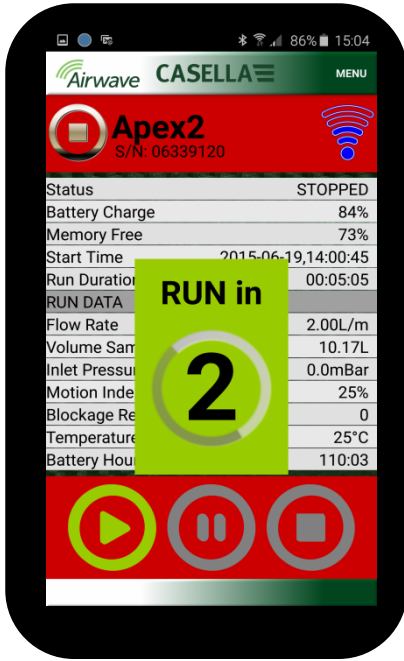 86% 15:04
Airwave CASELLA MENU
Apex2
S/N: 06339120
Status STOPPED
Battery Charge 84%
Memory Free 73%
Start Time 2015-06-19,14:00:45
Run Duration 00:05:05
RUN DATA
RUN in
Flow Rate 2.00L/m
Volume Sam 10.17L
Inlet Pressu 0.0mBar
2
Motion Inde 25%
Blockage Re 0
Temperature 25°C
Battery Hou 110:03